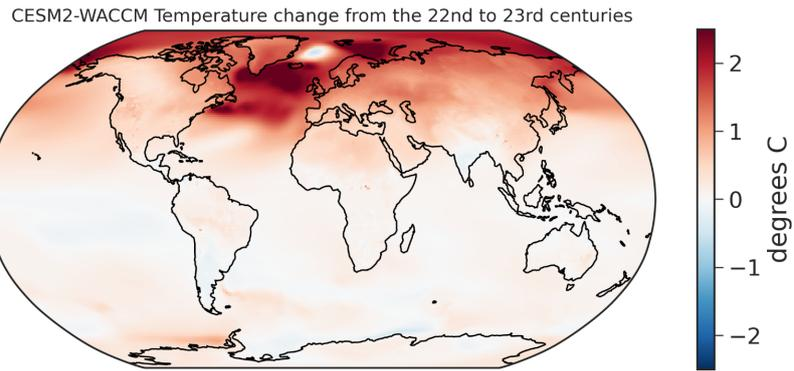 CESM2-WACCM Temperature change from the 22nd to 23rd centuries
2
1
0
−1
−2
degrees C